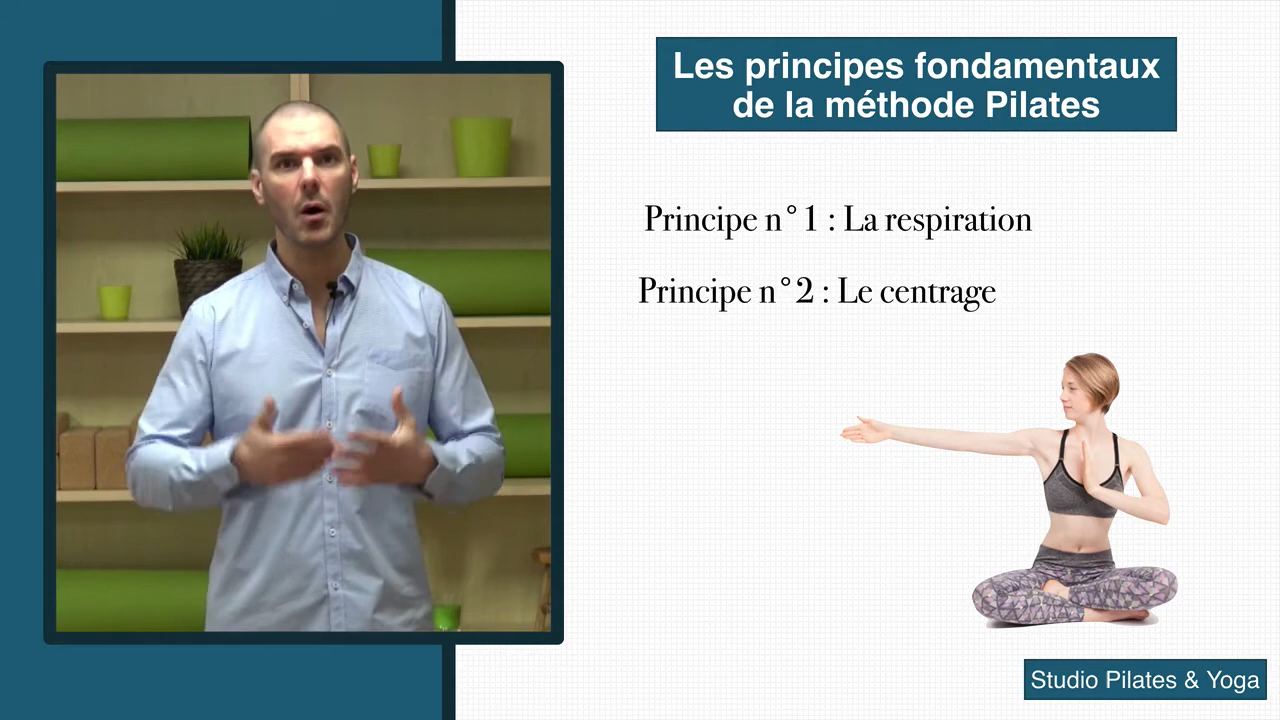 Les principes fondamentaux
de la méthode Pilates
Principe n°1 : La respiration
Principe n°2 : Le centrage
Studio Pilates & Yoga